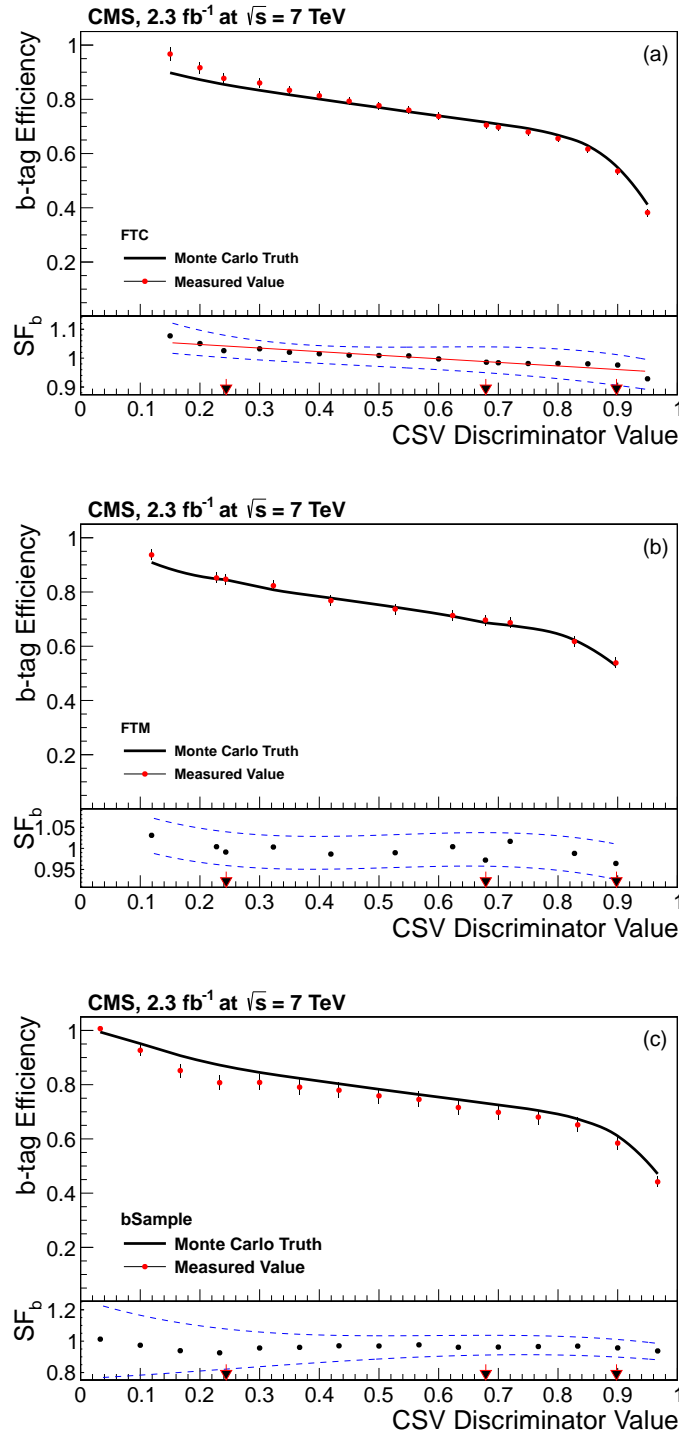 CMS, 2.3 fb⁻¹ at √s = 7 TeV
(a)
b-tag Efficiency
1
0.8
0.6
0.4
0.2
FTC
Monte Carlo Truth
Measured Value
SF_b
1.1
1
0.9
0 0.1 0.2 0.3 0.4 0.5 0.6 0.7 0.8 0.9 1
CSV Discriminator Value
CMS, 2.3 fb⁻¹ at √s = 7 TeV
(b)
b-tag Efficiency
1
0.8
0.6
0.4
0.2
FTM
Monte Carlo Truth
Measured Value
SF_b
1.05
1
0.95
0 0.1 0.2 0.3 0.4 0.5 0.6 0.7 0.8 0.9 1
CSV Discriminator Value
CMS, 2.3 fb⁻¹ at √s = 7 TeV
(c)
b-tag Efficiency
1
0.8
0.6
0.4
0.2
bSample
Monte Carlo Truth
Measured Value
SF_b
1.2
1
0.8
0 0.1 0.2 0.3 0.4 0.5 0.6 0.7 0.8 0.9 1
CSV Discriminator Value